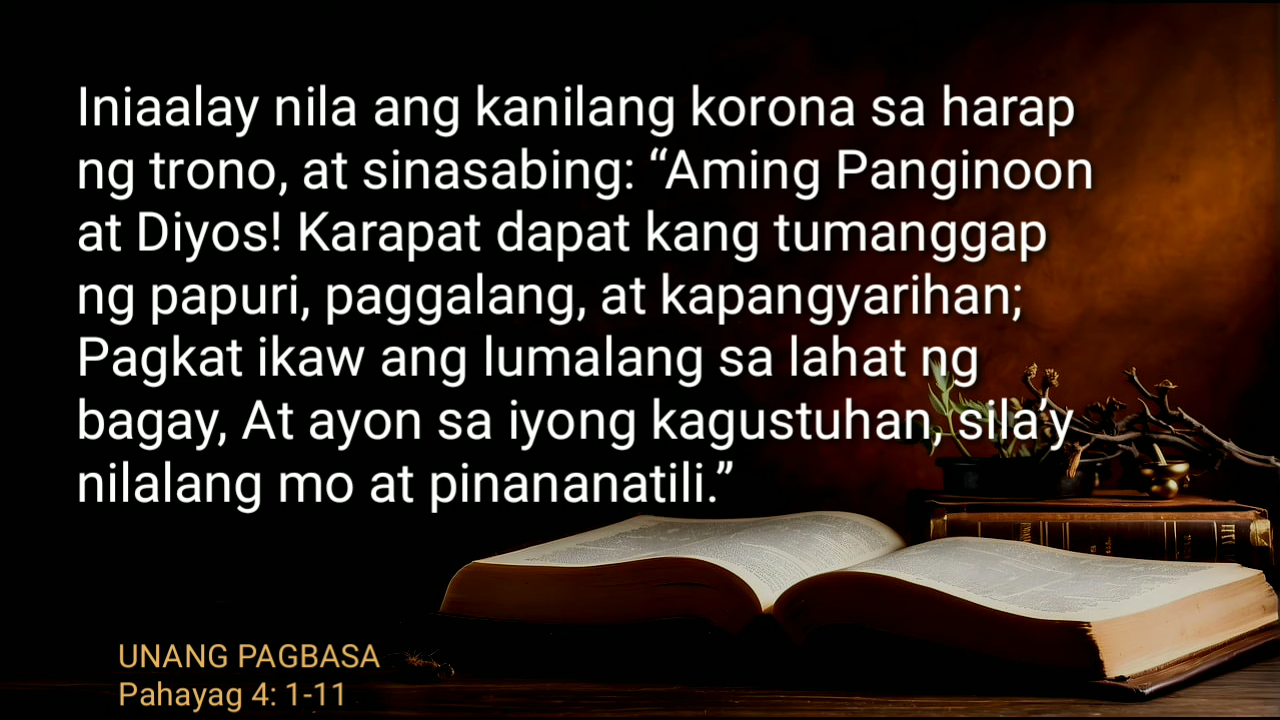 Iniaalay nila ang kanilang korona sa harap
ng trono, at sinasabing: “Aming Panginoon
at Diyos! Karapat dapat kang tumanggap
ng papuri, paggalang, at kapangyarihan;
Pagkat ikaw ang lumalang sa lahat ng
bagay, At ayon sa iyong kagustuhan, sila’y
nilalang mo at pinananatili.”
UNANG PAGBASA
Pahayag 4: 1-11